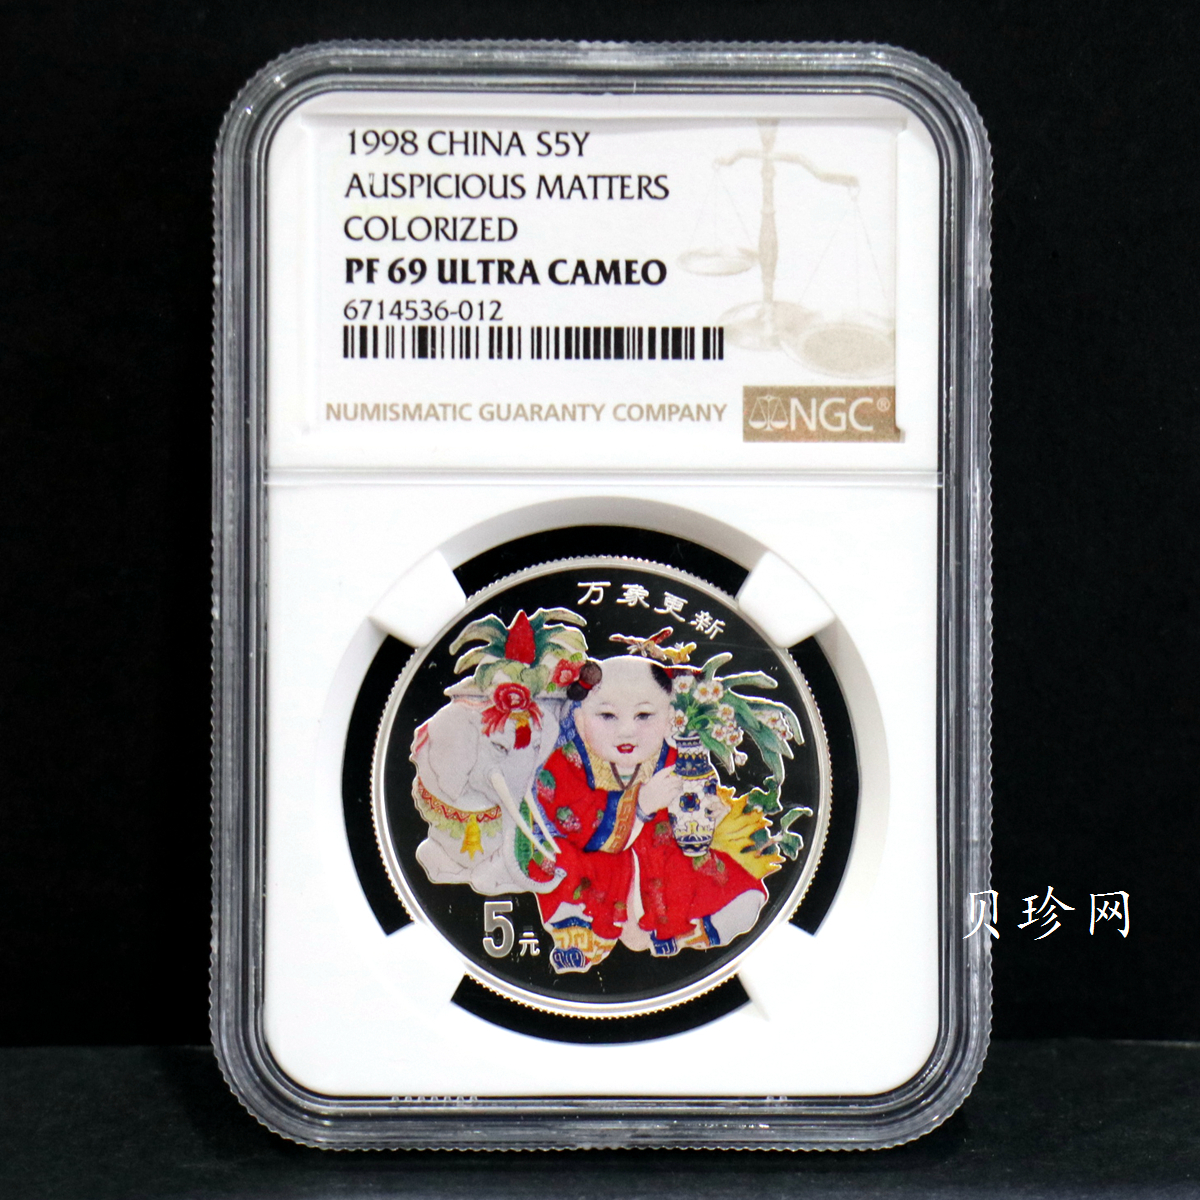 1998 CHINA S5Y
AUSPICIOUS MATTERS
COLORIZED
PF 69 ULTRA CAMEO
6714536-012
NUMISMATIC GUARANTY COMPANY
NGC®
万象更新
5元
贝珍网